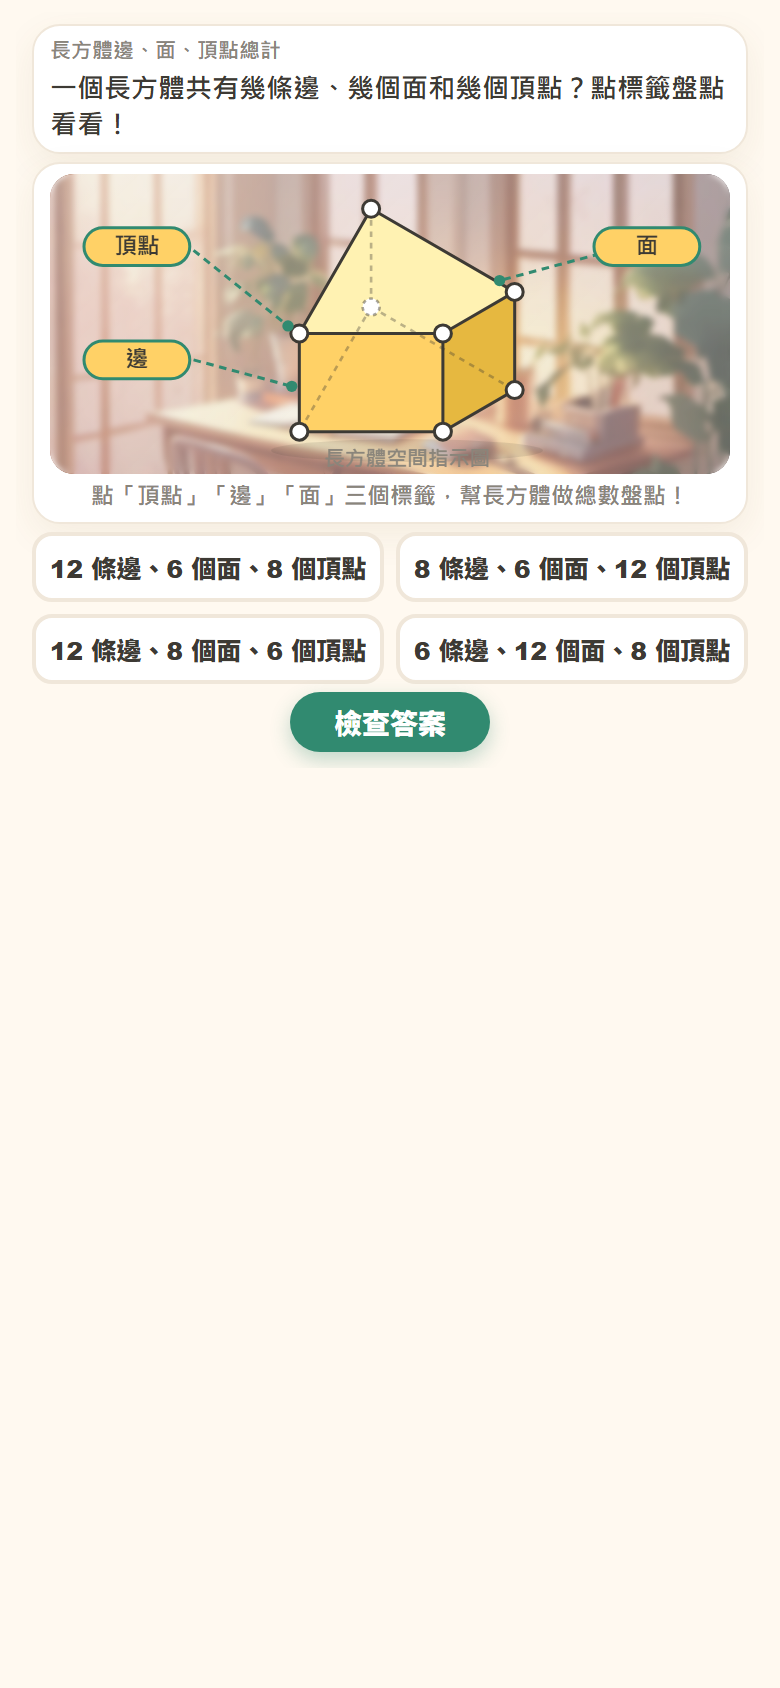 長方體邊、面、頂點總計
一個長方體共有幾條邊、幾個面和幾個頂點？點標籤盤點
看看！
頂點
面
邊
長方體空間指示圖
點「頂點」「邊」「面」三個標籤，幫長方體做總數盤點！
12 條邊、6 個面、8 個頂點
8 條邊、6 個面、12 個頂點
12 條邊、8 個面、6 個頂點
6 條邊、12 個面、8 個頂點
檢查答案